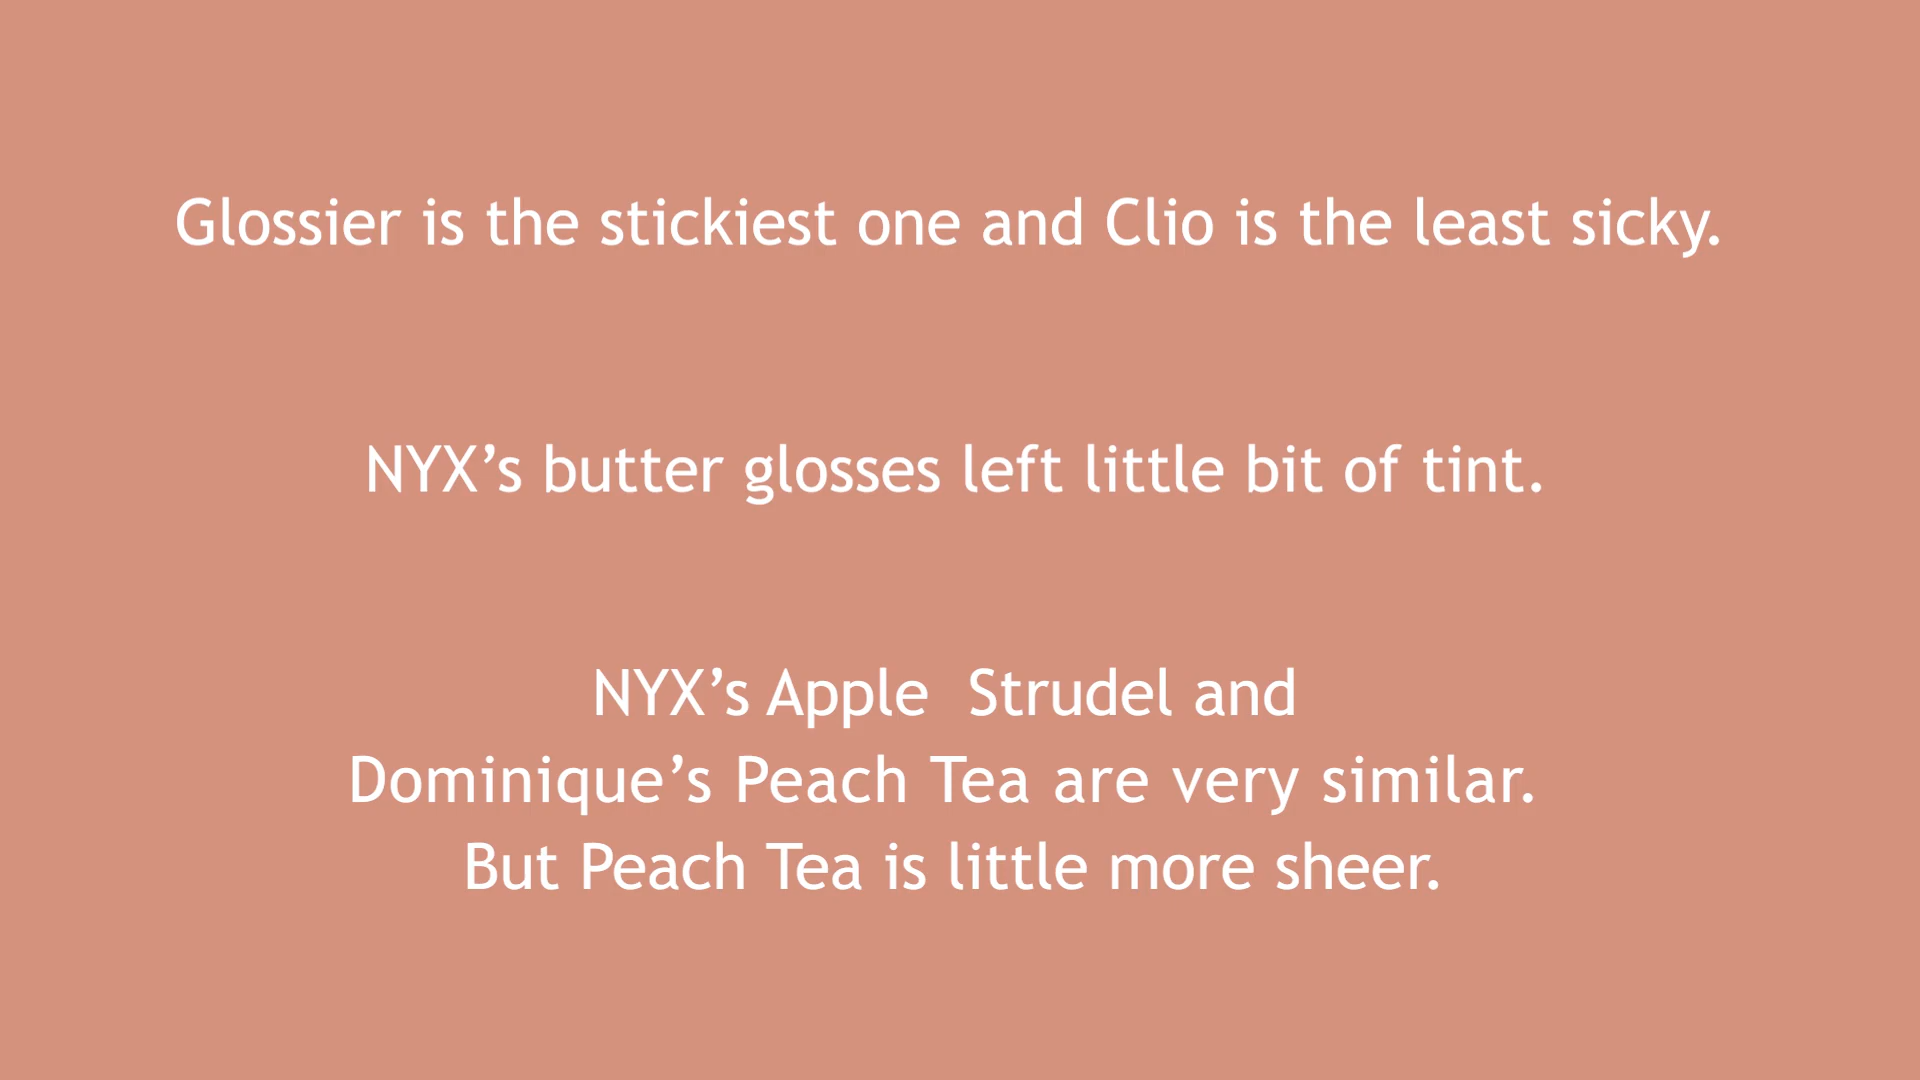 Glossier is the stickiest one and Clio is the least sicky.
NYX’s butter glosses left little bit of tint.
NYX’s Apple  Strudel and
Dominique’s Peach Tea are very similar.
But Peach Tea is little more sheer.